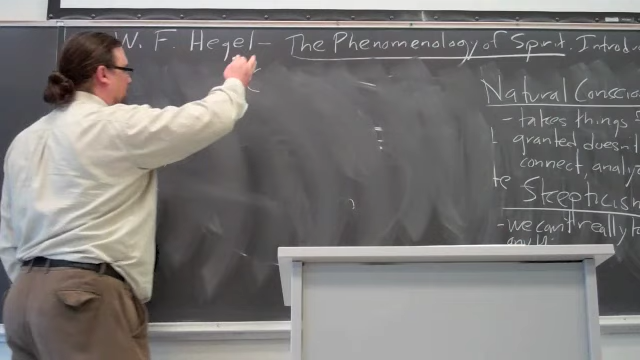 W. F. Hegel – The Phenomenology of Spirit. Introdu
Natural Conscio
- takes things f
granted doesn't
connect, analyz
Skepticism
- we can't really